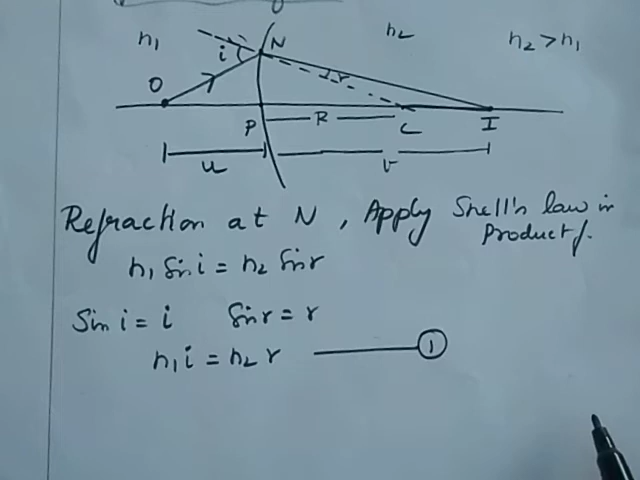 n₁ n₂ n₂ > n₁
i N r
O P R C I
u v
Refraction at N, Apply Snell's law in
Product f.
n₁ Sin i = n₂ Sin r
Sin i = i Sin r = r
n₁ i = n₂ r ①